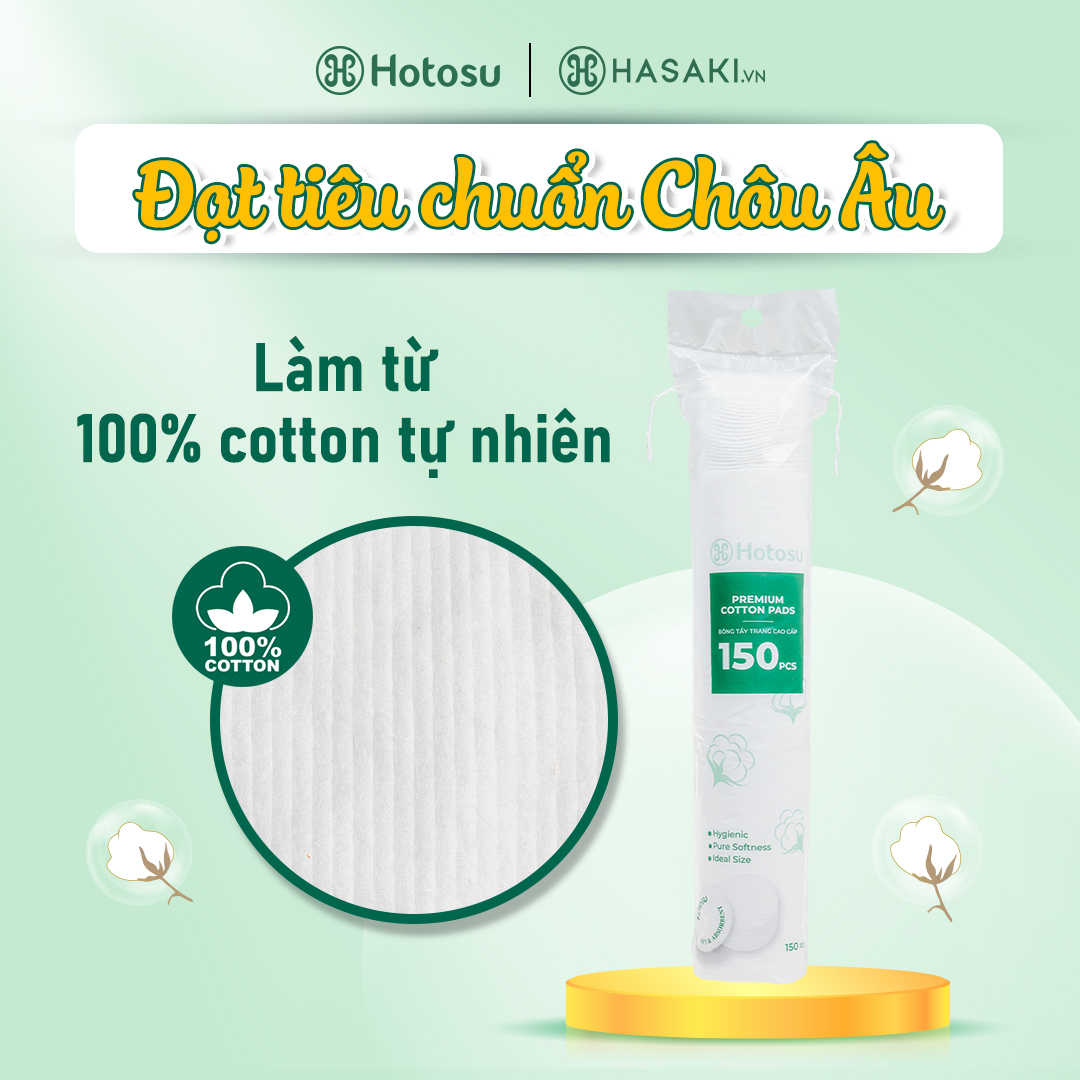 Hotosu
HASAKI.VN
Đạt tiêu chuẩn Châu Âu
Làm từ
100% cotton tự nhiên
100%
COTTON
Hotosu
PREMIUM
COTTON PADS
BÔNG TẨY TRANG CAO CẤP
150 PCS
• Hygienic
• Pure Softness
• Ideal Size
& ABSORBENT
150